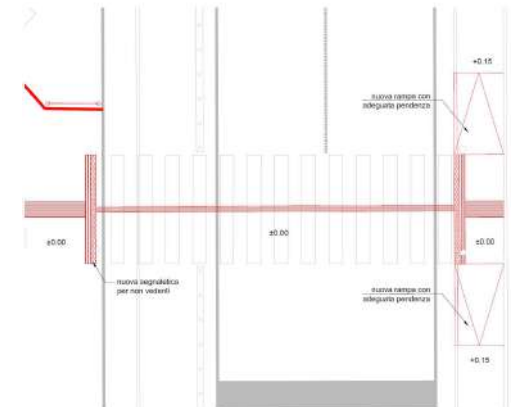 +0.15
nuova rampa con
adeguata pendenza
±0.00
±0.00
±0.00
nuova segnaletica
per non vedenti
nuova rampa con
adeguata pendenza
+0.15